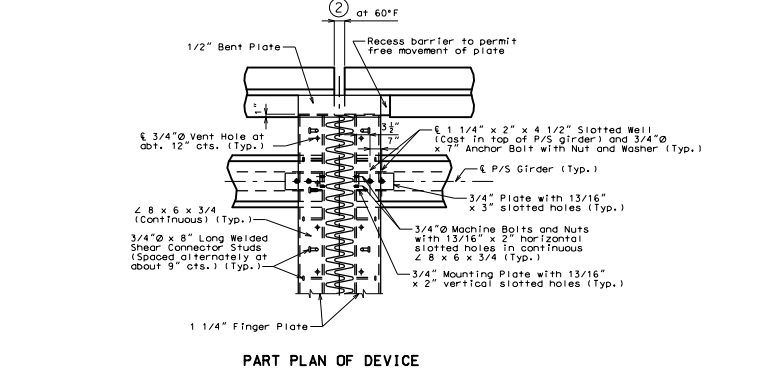 2
at 60°F
1/2" Bent Plate
Recess barrier to permit
free movement of plate
1"
3 1/2"
7"
℄ 3/4"Ø Vent Hole at
abt. 12" cts. (Typ.)
℄ 1 1/4" x 2" x 4 1/2" Slotted Well
(Cast in top of P/S girder) and 3/4"Ø
x 7" Anchor Bolt with Nut and Washer (Typ.)
℄ P/S Girder (Typ.)
3/4" Plate with 13/16"
x 3" slotted holes (Typ.)
∠ 8 x 6 x 3/4
(Continuous) (Typ.)
3/4"Ø x 8" Long Welded
Shear Connector Studs
(Spaced alternately at
about 9" cts.) (Typ.)
3/4"Ø Machine Bolts and Nuts
with 13/16" x 2" horizontal
slotted holes in continuous
∠ 8 x 6 x 3/4 (Typ.)
3/4" Mounting Plate with 13/16"
x 2" vertical slotted holes (Typ.)
1 1/4" Finger Plate
PART PLAN OF DEVICE